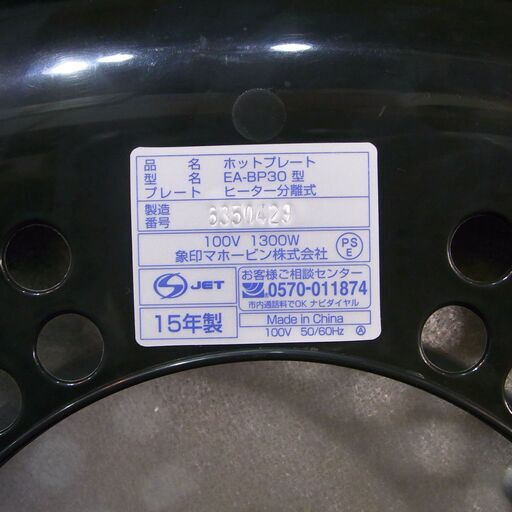 品名 ホットプレート
型名 EA-BP30 型
プレート ヒーター分離式
製造番号 6350429
100V 1300W
象印マホービン株式会社
PS E
JET
お客様ご相談センター
0570-011874
市内通話料でOK ナビダイヤル
15年製
Made in China
100V 50/60Hz Ⓐ